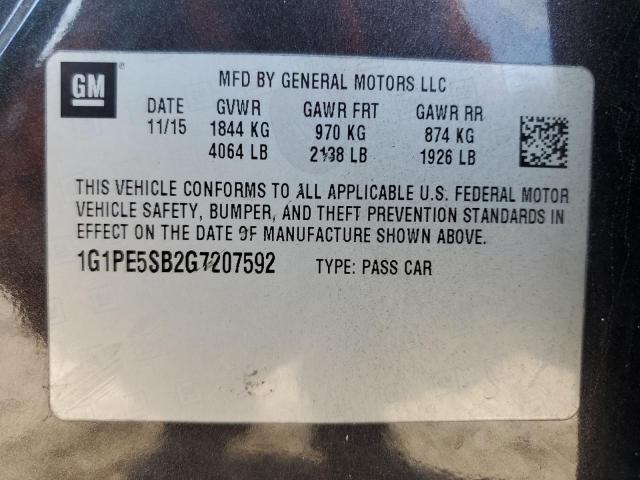 GM ®
MFD BY GENERAL MOTORS LLC
DATE GVWR GAWR FRT GAWR RR
11/15 1844 KG 970 KG 874 KG
4064 LB 2138 LB 1926 LB
THIS VEHICLE CONFORMS TO ALL APPLICABLE U.S. FEDERAL MOTOR
VEHICLE SAFETY, BUMPER, AND THEFT PREVENTION STANDARDS IN
EFFECT ON THE DATE OF MANUFACTURE SHOWN ABOVE.
1G1PE5SB2G7207592 TYPE: PASS CAR